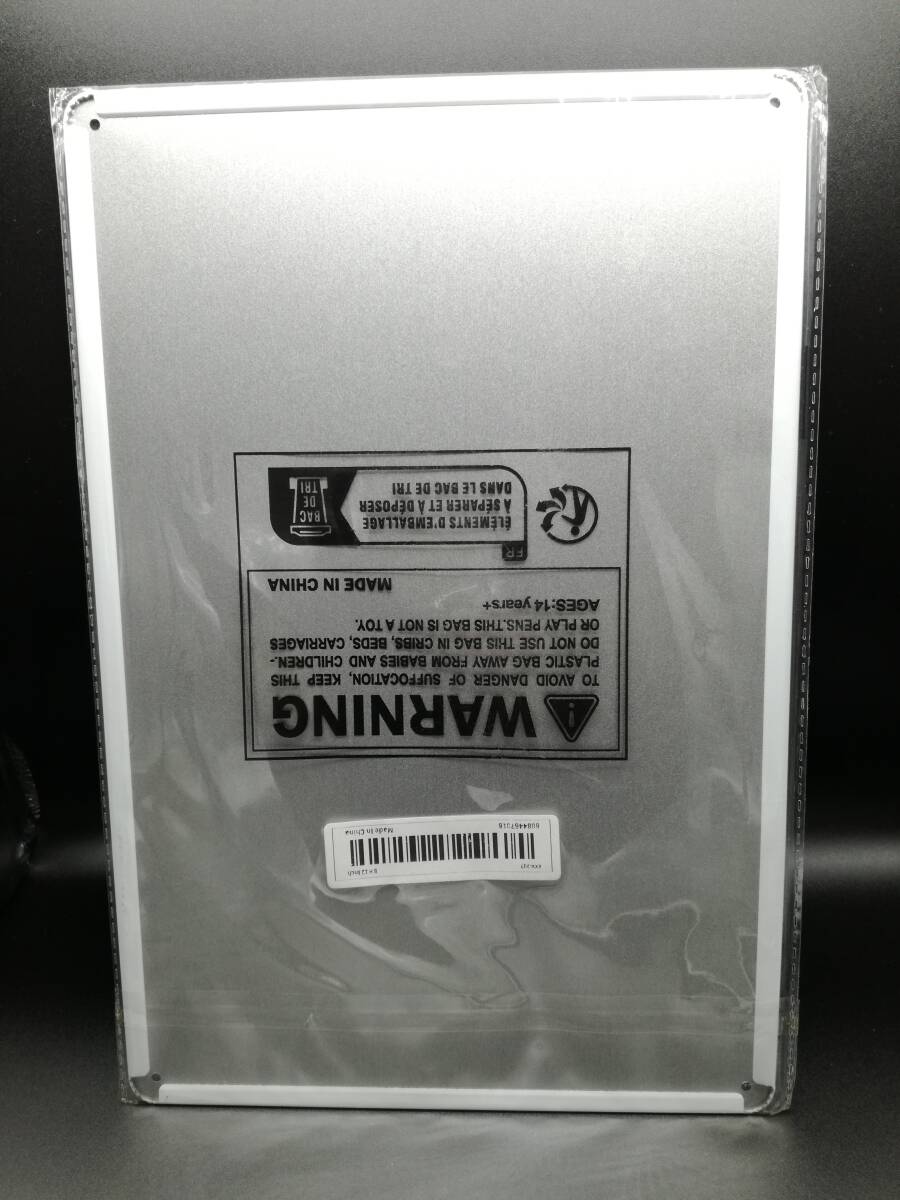 WARNING
TO AVOID DANGER OF SUFFOCATION, KEEP THIS
PLASTIC BAG AWAY FROM BABIES AND CHILDREN.
DO NOT USE THIS BAG IN CRIBS, BEDS, CARRIAGES
OR PLAY PENS.THIS BAG IS NOT A TOY.
AGES:14 years+
MADE IN CHINA
FR
ÉLÉMENTS D'EMBALLAGE
À SÉPARER ET À DÉPOSER
DANS LE BAC DE TRI
BAC
DE
TRI
Made In China